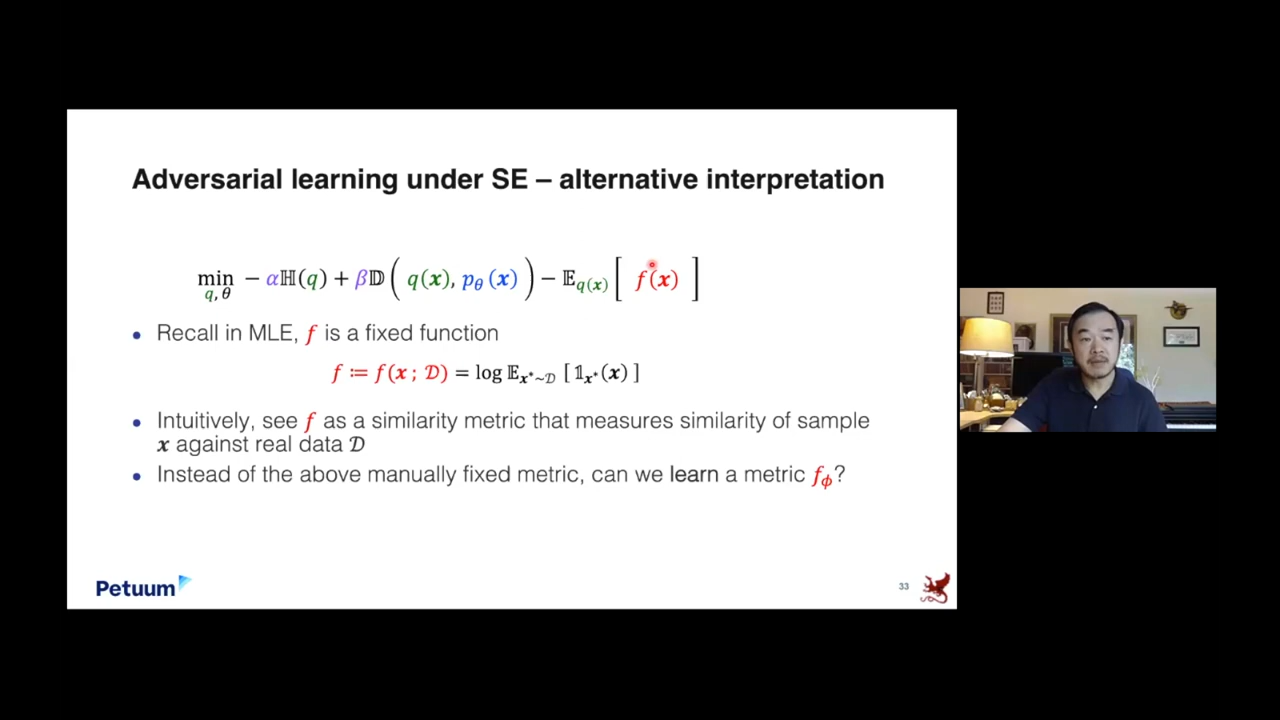 Adversarial learning under SE – alternative interpretation
min q, θ − αℍ(q) + β𝔻( q(x), pθ (x) ) − 𝔼q(x) [ f(x) ]
• Recall in MLE, f is a fixed function
f ≔ f(x ; 𝒟) = log 𝔼x*~𝒟 [ 𝟙x*(x) ]
• Intuitively, see f as a similarity metric that measures similarity of sample
x against real data 𝒟
• Instead of the above manually fixed metric, can we learn a metric fϕ?
Petuum
33